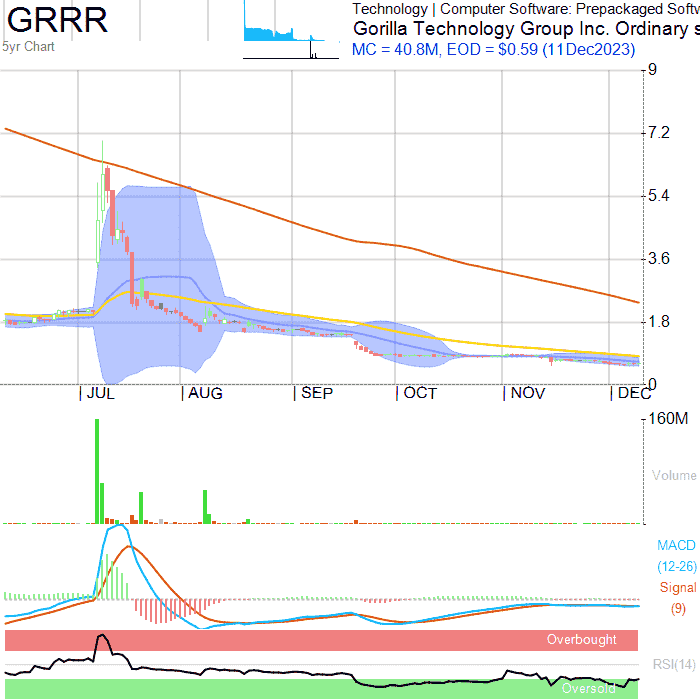 GRRR
5yr Chart
Technology | Computer Software: Prepackaged Softw
Gorilla Technology Group Inc. Ordinary s
MC = 40.8M, EOD = $0.59 (11Dec2023)
9
7.2
5.4
3.6
1.8
0
JUL AUG SEP OCT NOV DEC
160M
Volume
MACD
(12-26)
Signal
(9)
Overbought
RSI(14)
Oversold